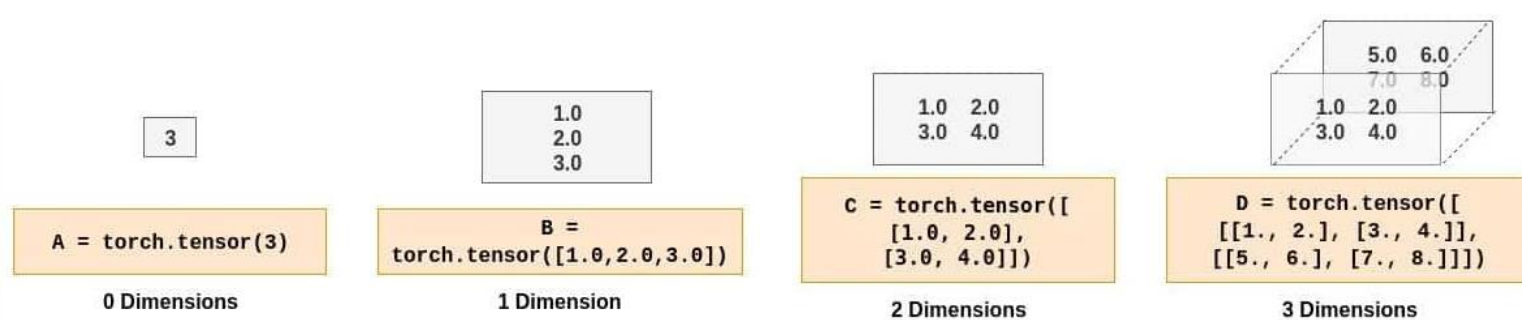 3
A = torch.tensor(3)
0 Dimensions
1.0
2.0
3.0
B =
torch.tensor([1.0,2.0,3.0])
1 Dimension
1.0 2.0
3.0 4.0
C = torch.tensor([
[1.0, 2.0],
[3.0, 4.0]])
2 Dimensions
5.0 6.0
7.0 8.0
1.0 2.0
3.0 4.0
D = torch.tensor([
[[1., 2.], [3., 4.]],
[[5., 6.], [7., 8.]]])
3 Dimensions